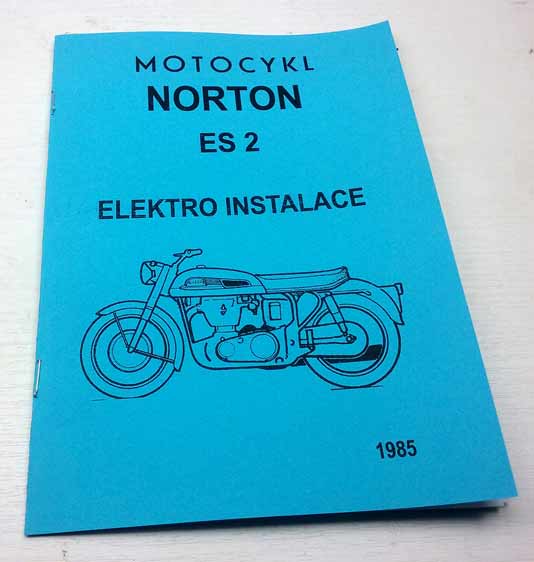 MOTOCYKL
NORTON
ES 2
ELEKTRO INSTALACE
1985